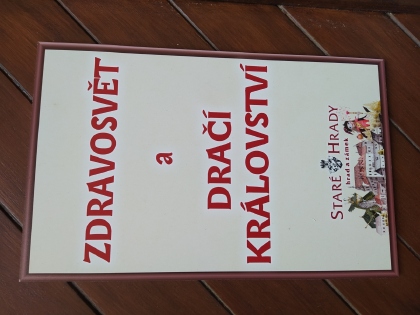 ZDRAVOSVĚT
a
DRAČÍ
KRÁLOVSTVÍ
STARÉ HRADY
hrad a zámek